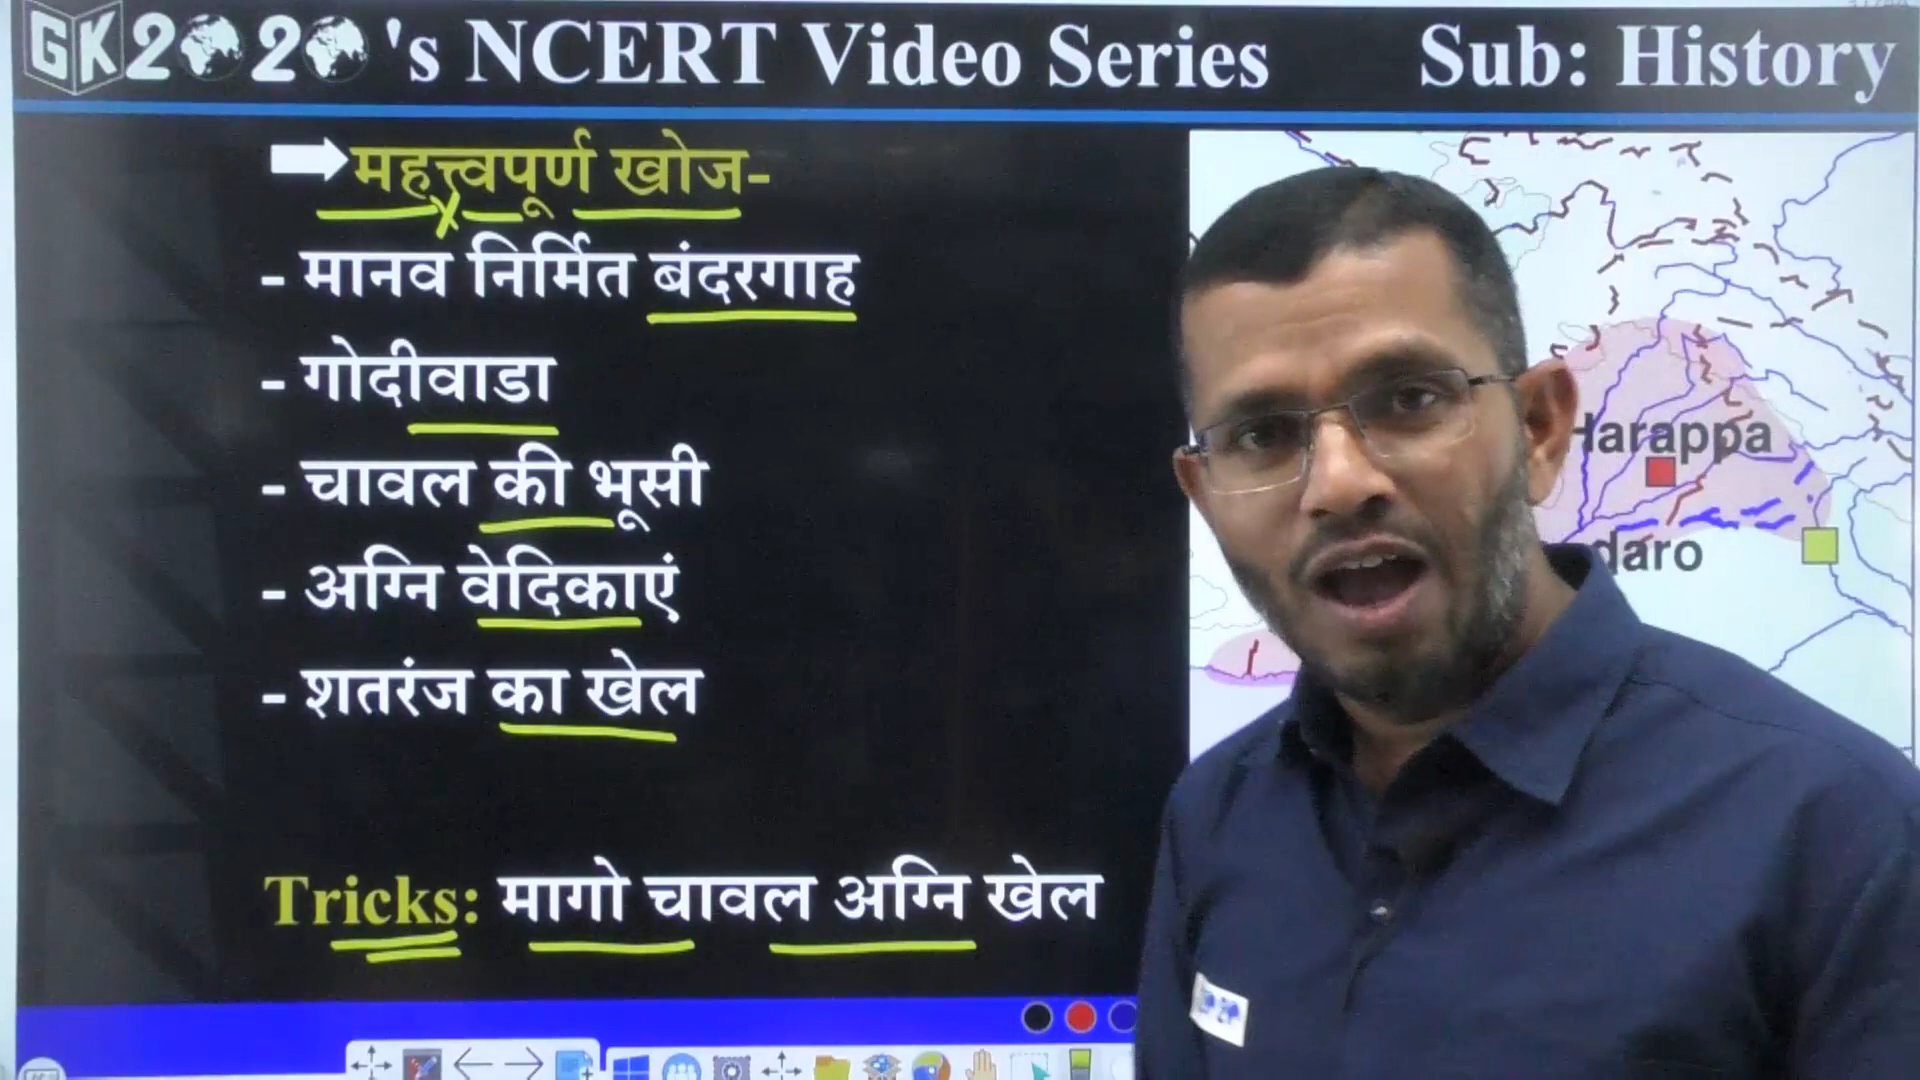 GK2020's NCERT Video Series Sub: History
महत्त्वपूर्ण खोज-
- मानव निर्मित बंदरगाह
- गोदीवाडा
- चावल की भूसी
- अग्नि वेदिकाएं
- शतरंज का खेल
Tricks: मागो चावल अग्नि खेल
Harappa
daro